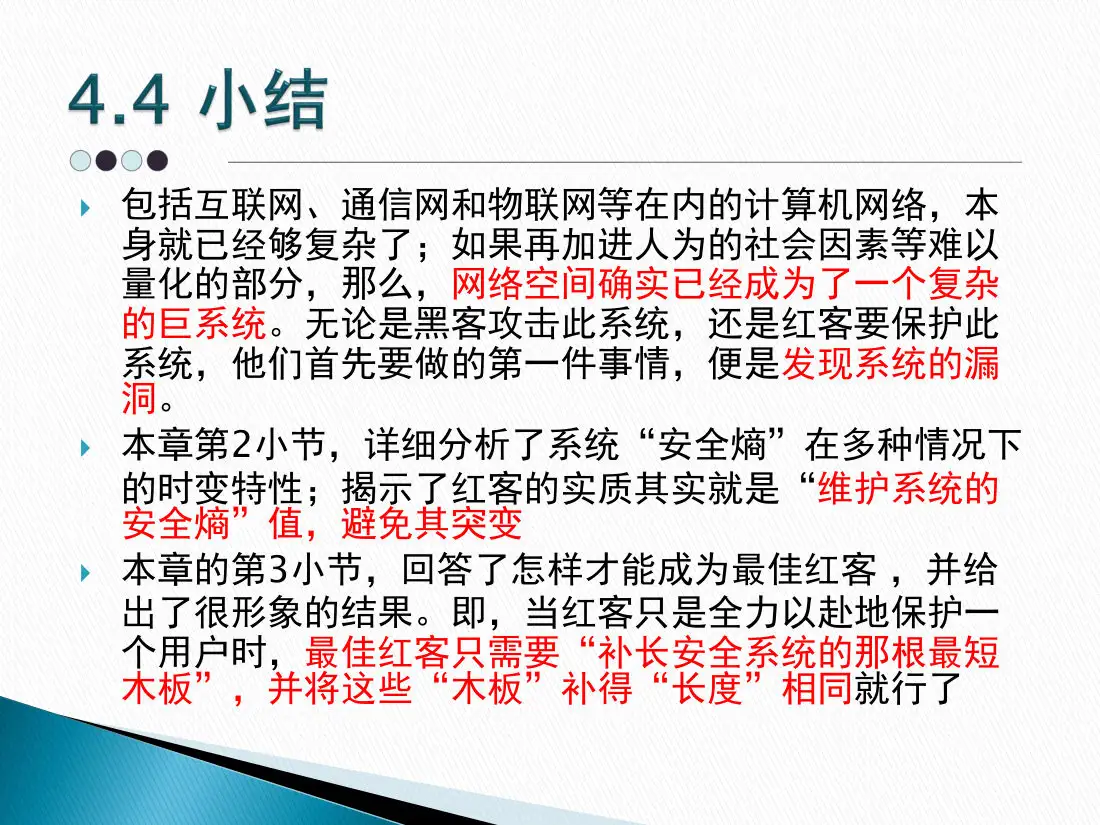 4.4 小结
包括互联网、通信网和物联网等在内的计算机网络，本
身就已经够复杂了；如果再加进人为的社会因素等难以
量化的部分，那么，网络空间确实已经成为了一个复杂
的巨系统。无论是黑客攻击此系统，还是红客要保护此
系统，他们首先要做的第一件事情，便是发现系统的漏
洞。
本章第2小节，详细分析了系统“安全熵”在多种情况下
的时变特性；揭示了红客的实质其实就是“维护系统的
安全熵”值，避免其突变
本章的第3小节，回答了怎样才能成为最佳红客 ，并给
出了很形象的结果。即，当红客只是全力以赴地保护一
个用户时，最佳红客只需要“补长安全系统的那根最短
木板”，并将这些“木板”补得“长度”相同就行了